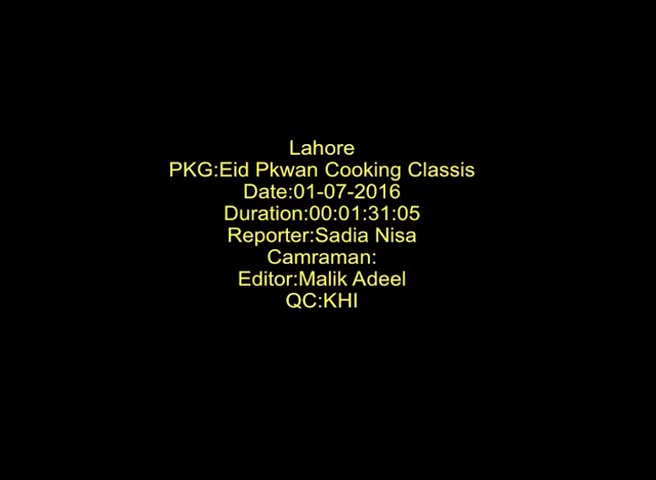 Lahore
PKG:Eid Pkwan Cooking Classis
Date:01-07-2016
Duration:00:01:31:05
Reporter:Sadia Nisa
Camraman:
Editor:Malik Adeel
QC:KHI